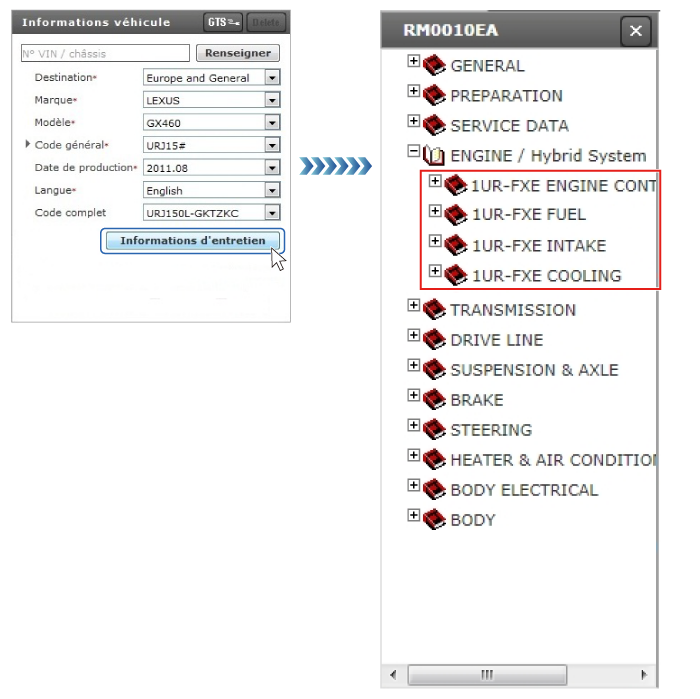 Informations véhicule GTS Delete
N° VIN / châssis Renseigner
Destination* Europe and General
Marque* LEXUS
Modèle* GX460
Code général* URJ15#
Date de production* 2011.08
Langue* English
Code complet URJ150L-GKTZKC
Informations d'entretien
RM0010EA
GENERAL
PREPARATION
SERVICE DATA
ENGINE / Hybrid System
1UR-FXE ENGINE CONT
1UR-FXE FUEL
1UR-FXE INTAKE
1UR-FXE COOLING
TRANSMISSION
DRIVE LINE
SUSPENSION & AXLE
BRAKE
STEERING
HEATER & AIR CONDITIO
BODY ELECTRICAL
BODY